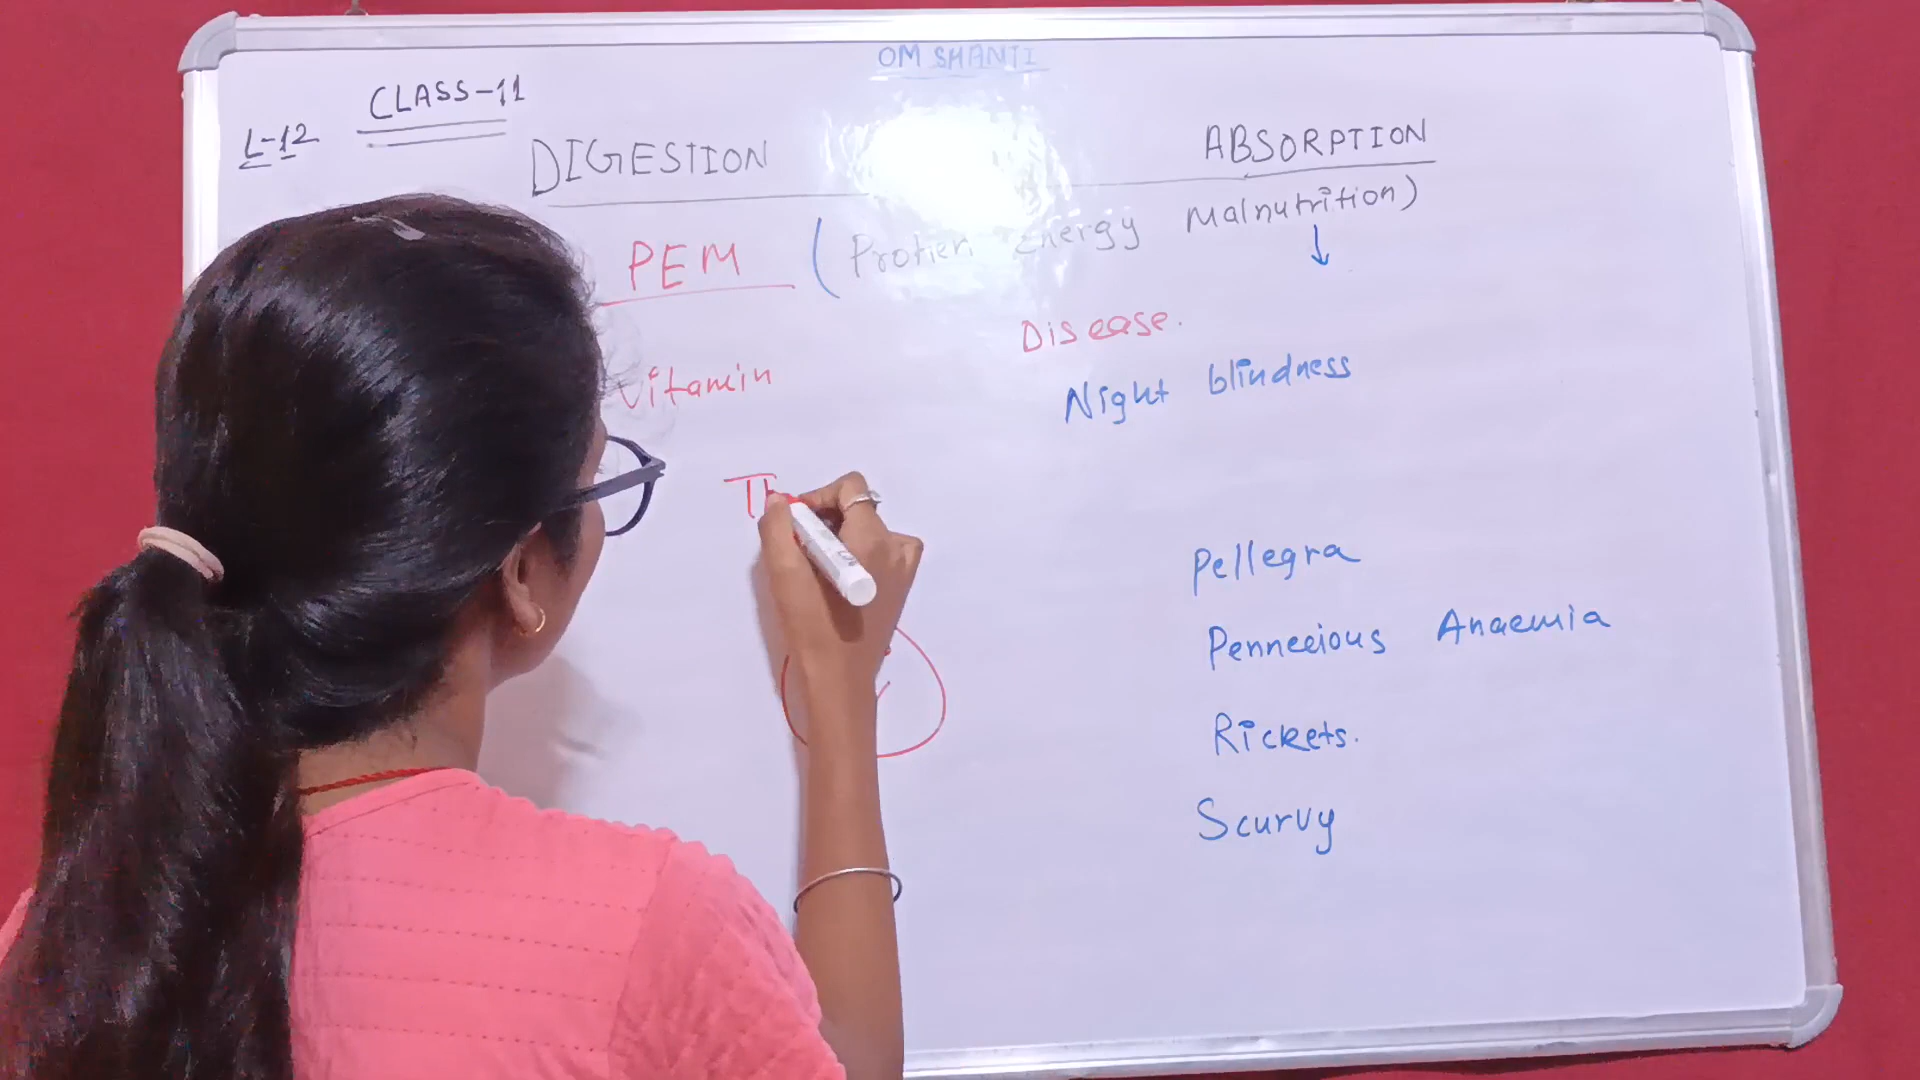 OM SHANTI
CLASS-11
L-12
DIGESTION ABSORPTION
PEM (Protien Energy Malnutrition)
↓
Disease.
Vitamin
Night blindness
Th
Pellegra
Penneeious Anaemia
Rickets.
Scurvy